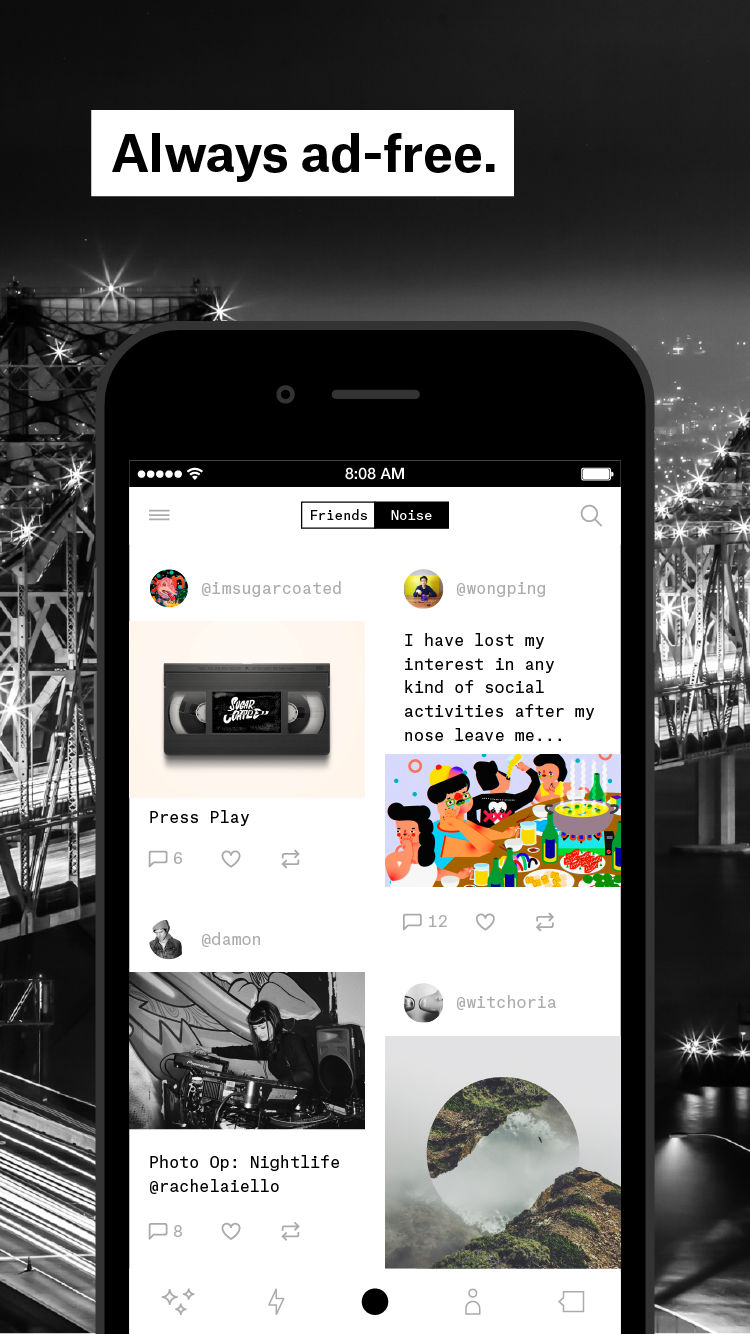 Always ad-free.
8:08 AM
Friends Noise
@imsugarcoated
SUGAR
COATED
Press Play
6
@damon
Photo Op: Nightlife
@rachelaiello
8
@wongping
I have lost my
interest in any
kind of social
activities after my
nose leave me...
XXX
12
@witchoria